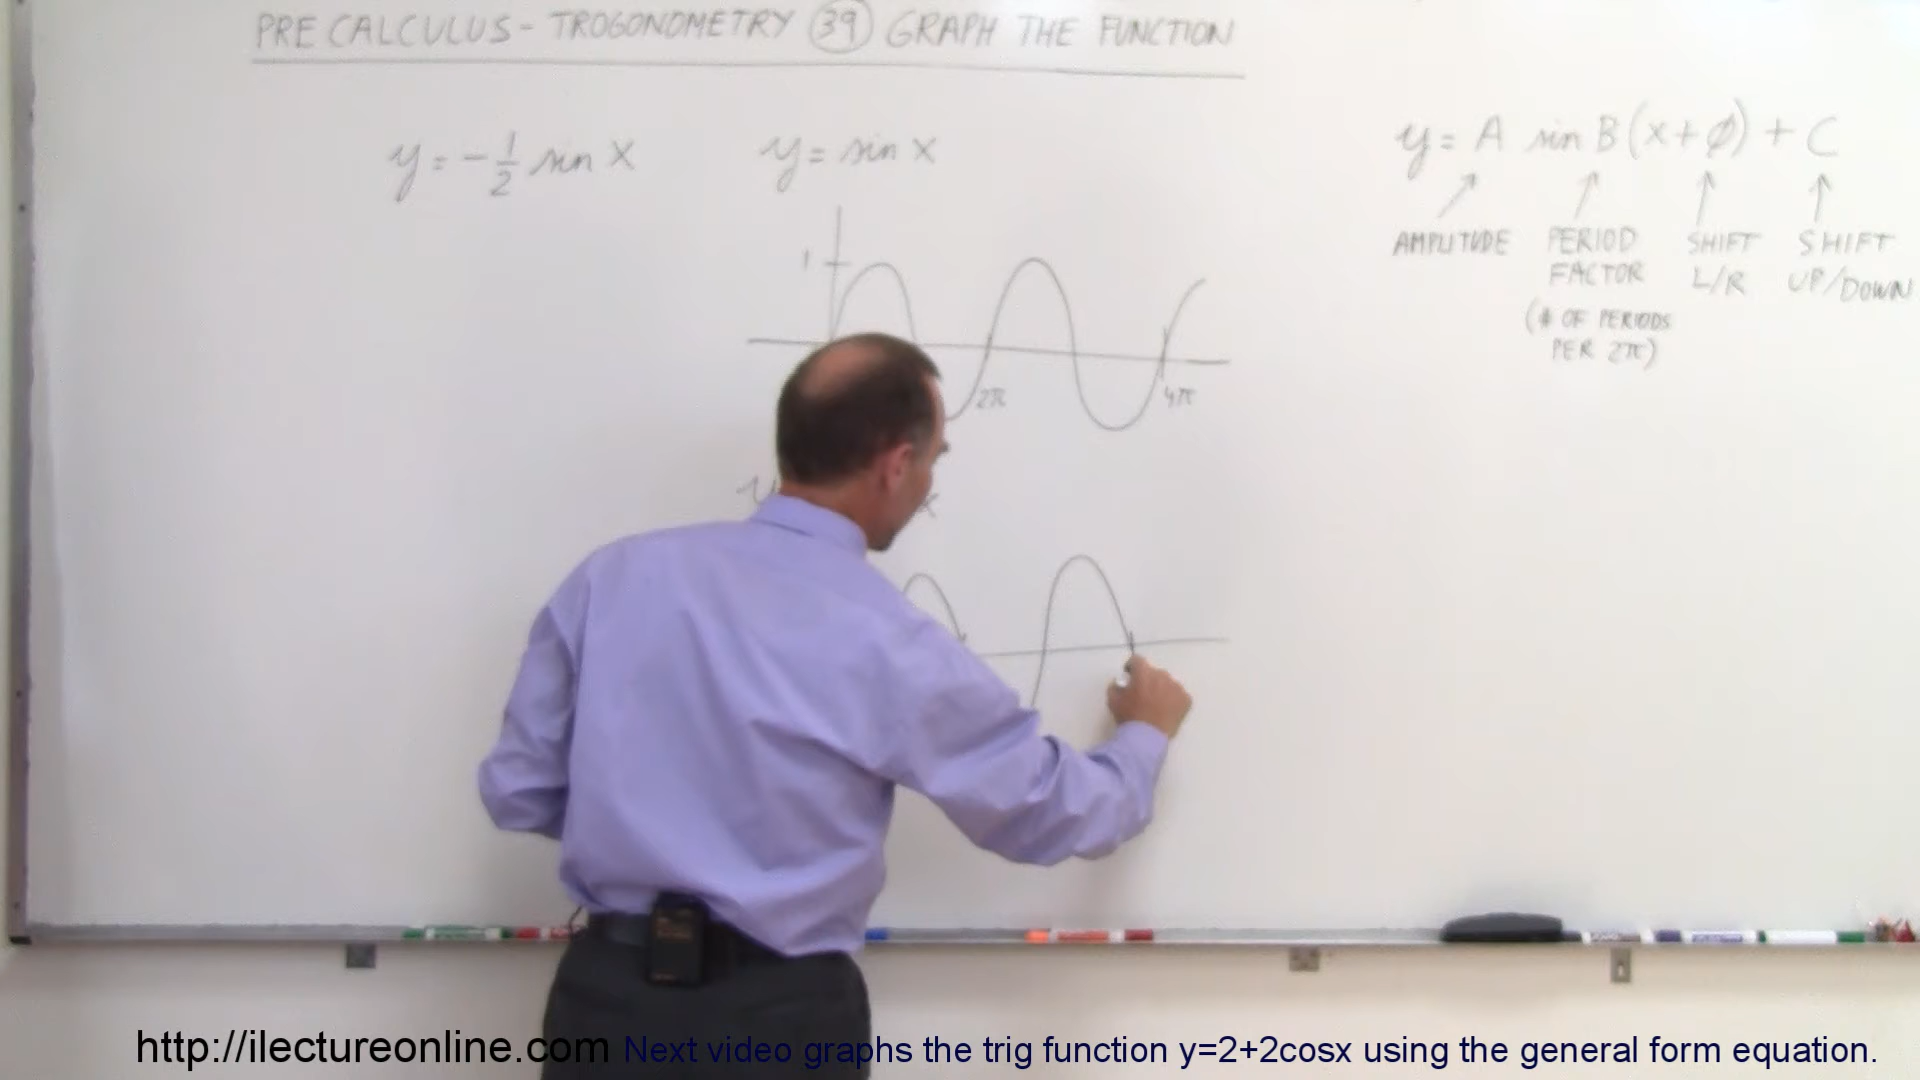 PRE CALCULUS - TROGONOMETRY 39 GRAPH THE FUNCTION
y = -1/2 sin x
y = sin x
1
2π
4π
y
x
y = A sin B(x+φ) + C
AMPLITUDE
PERIOD FACTOR
(# OF PERIODS PER 2π)
SHIFT L/R
SHIFT UP/DOWN
http://ilectureonline.com Next video graphs the trig function y=2+2cosx using the general form equation.